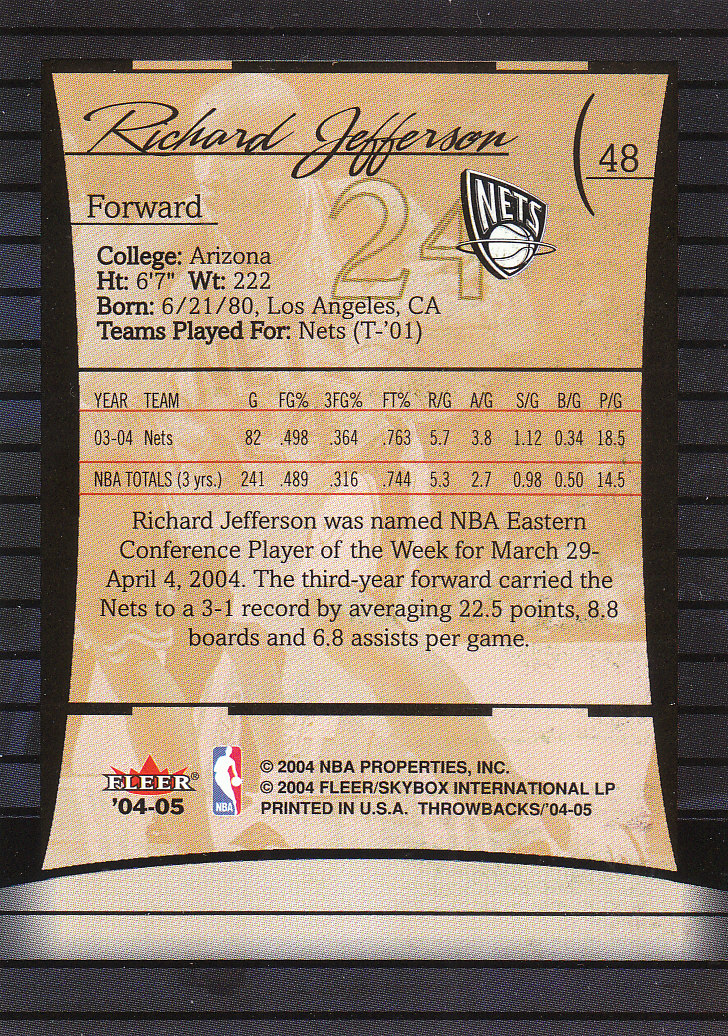 Richard Jefferson
48
Forward
24
NETS
College: Arizona
Ht: 6'7" Wt: 222
Born: 6/21/80, Los Angeles, CA
Teams Played For: Nets (T-'01)
YEAR TEAM G FG% 3FG% FT% R/G A/G S/G B/G P/G
03-04 Nets 82 .498 .364 .763 5.7 3.8 1.12 0.34 18.5
NBA TOTALS (3 yrs.) 241 .489 .316 .744 5.3 2.7 0.98 0.50 14.5
Richard Jefferson was named NBA Eastern
Conference Player of the Week for March 29-
April 4, 2004. The third-year forward carried the
Nets to a 3-1 record by averaging 22.5 points, 8.8
boards and 6.8 assists per game.
FLEER®
'04-05
NBA
© 2004 NBA PROPERTIES, INC.
© 2004 FLEER/SKYBOX INTERNATIONAL LP
PRINTED IN U.S.A. THROWBACKS/'04-05